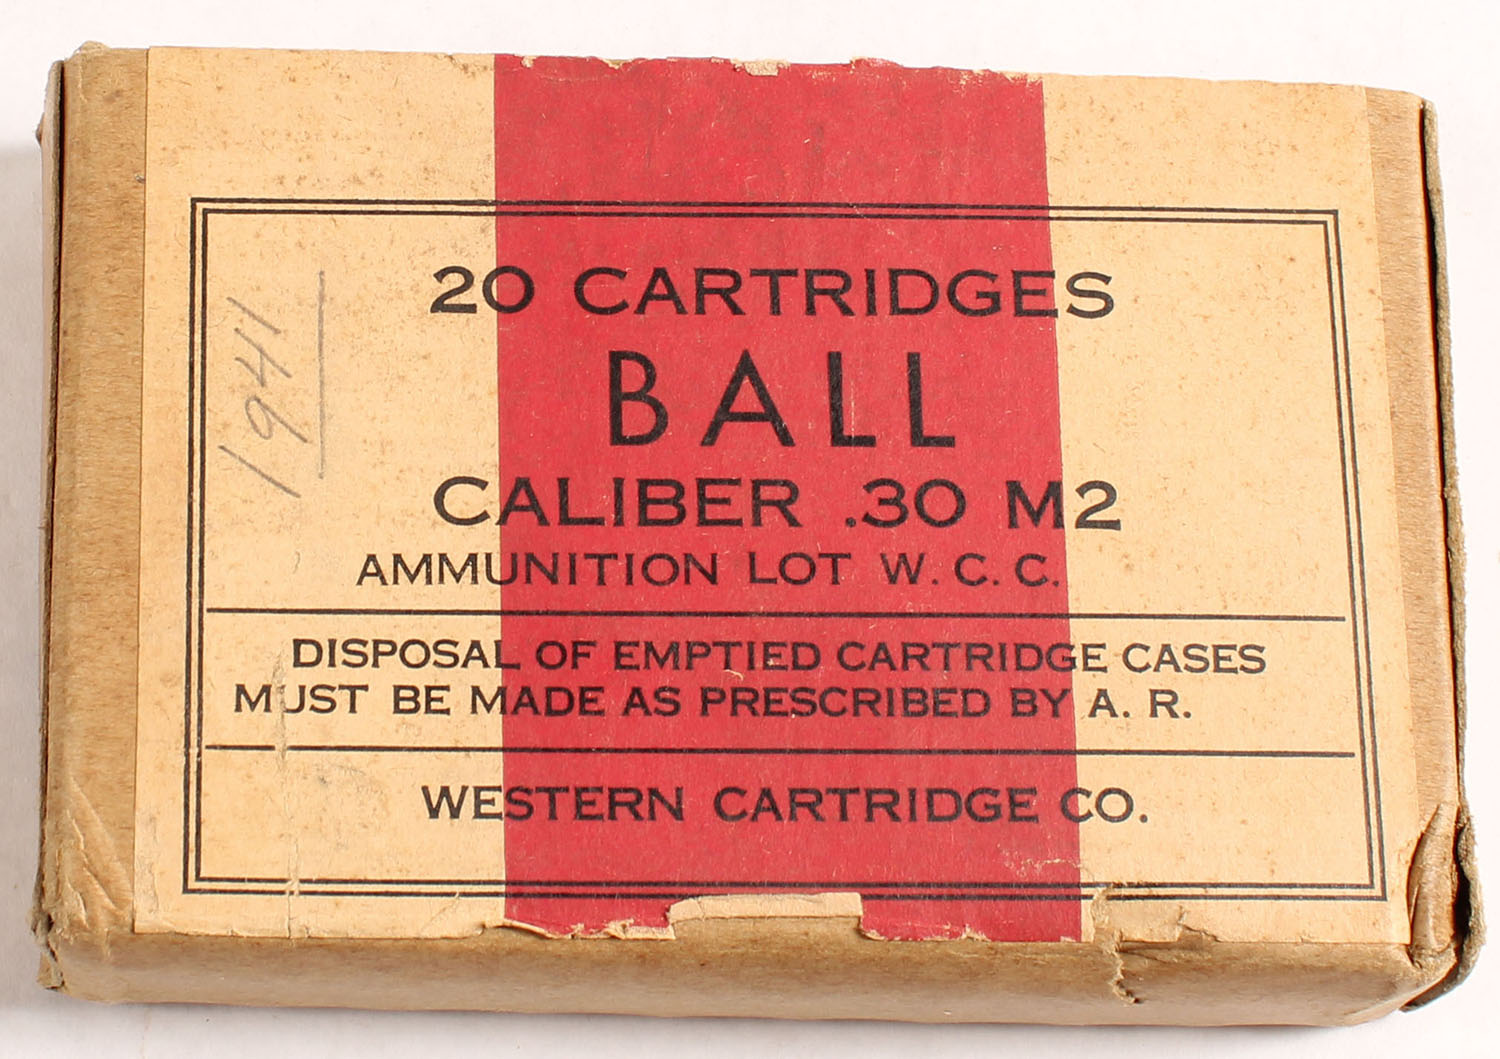 20 CARTRIDGES
BALL
CALIBER .30 M2
AMMUNITION LOT W. C. C.
DISPOSAL OF EMPTIED CARTRIDGE CASES
MUST BE MADE AS PRESCRIBED BY A. R.
WESTERN CARTRIDGE CO.
1941